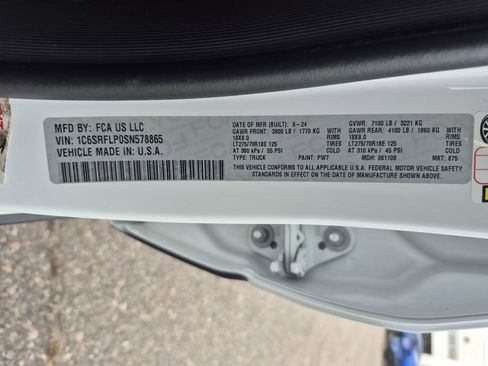 MFD BY: FCA US LLC
VIN: 1C6SRFLP0SN578865
VEHICLE MADE IN U.S.A.
DATE OF MFR (BUILT): 6-24
GAWR FRONT: 3900 LB / 1770 KG
18X8.0
LT275/70R18E 125
AT 380 kPa / 55 PSI
TYPE: TRUCK
WITH
RIMS
TIRES
COLD
PAINT: PW7
GVWR: 7100 LB / 3221 KG
GAWR REAR: 4100 LB / 1860 KG
18X8.0
LT275/70R18E 125
AT 310 kPa / 45 PSI
MDH: 061109
WITH
RIMS
TIRES
COLD
MKT: 875
THIS VEHICLE CONFORMS TO ALL APPLICABLE U.S.A.
FEDERAL MOTOR VEHICLE SAFETY STANDARDS
IN EFFECT ON THE DATE OF MANUFACTURE SHOWN ABOVE.